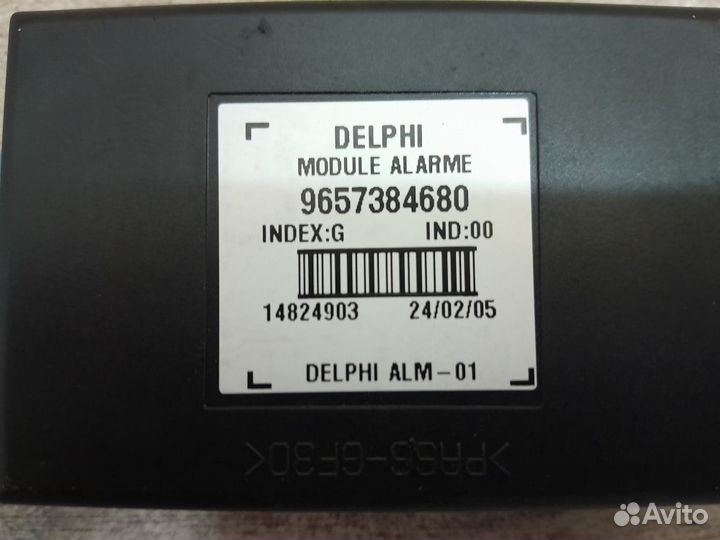 DELPHI
MODULE ALARME
9657384680
INDEX:G IND:00
14824903 24/02/05
DELPHI ALM-01
>PA66-GF30<
Avito